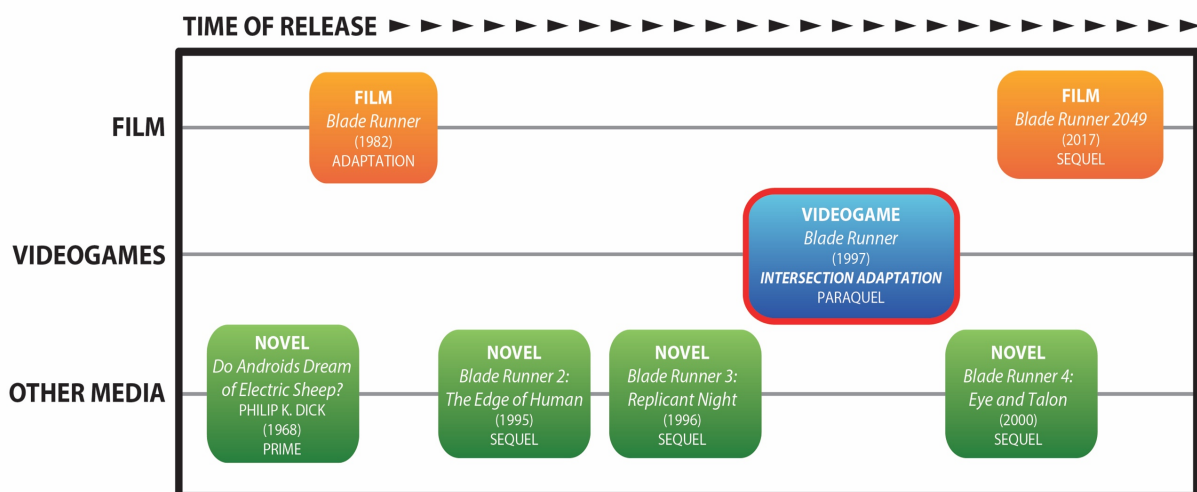 TIME OF RELEASE
FILM
FILM
Blade Runner
(1982)
ADAPTATION
FILM
Blade Runner 2049
(2017)
SEQUEL
VIDEOGAMES
VIDEOGAME
Blade Runner
(1997)
INTERSECTION ADAPTATION
PARAQUEL
OTHER MEDIA
NOVEL
Do Androids Dream
of Electric Sheep?
PHILIP K. DICK
(1968)
PRIME
NOVEL
Blade Runner 2:
The Edge of Human
(1995)
SEQUEL
NOVEL
Blade Runner 3:
Replicant Night
(1996)
SEQUEL
NOVEL
Blade Runner 4:
Eye and Talon
(2000)
SEQUEL